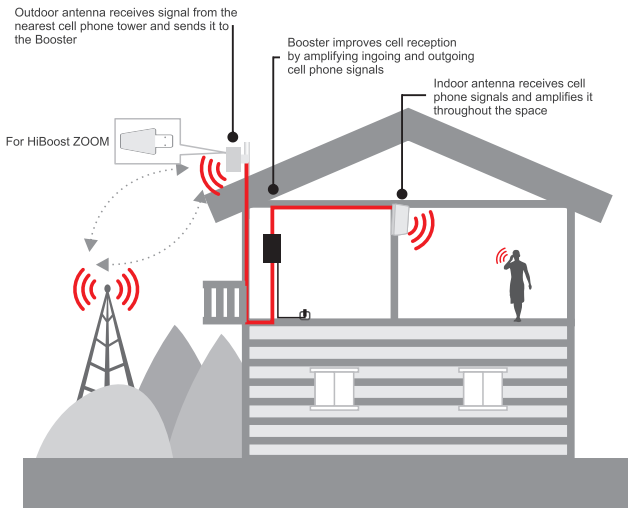 Outdoor antenna receives signal from the
nearest cell phone tower and sends it to
the Booster
Booster improves cell reception
by amplifying ingoing and outgoing
cell phone signals
Indoor antenna receives cell
phone signals and amplifies it
throughout the space
For HiBoost ZOOM